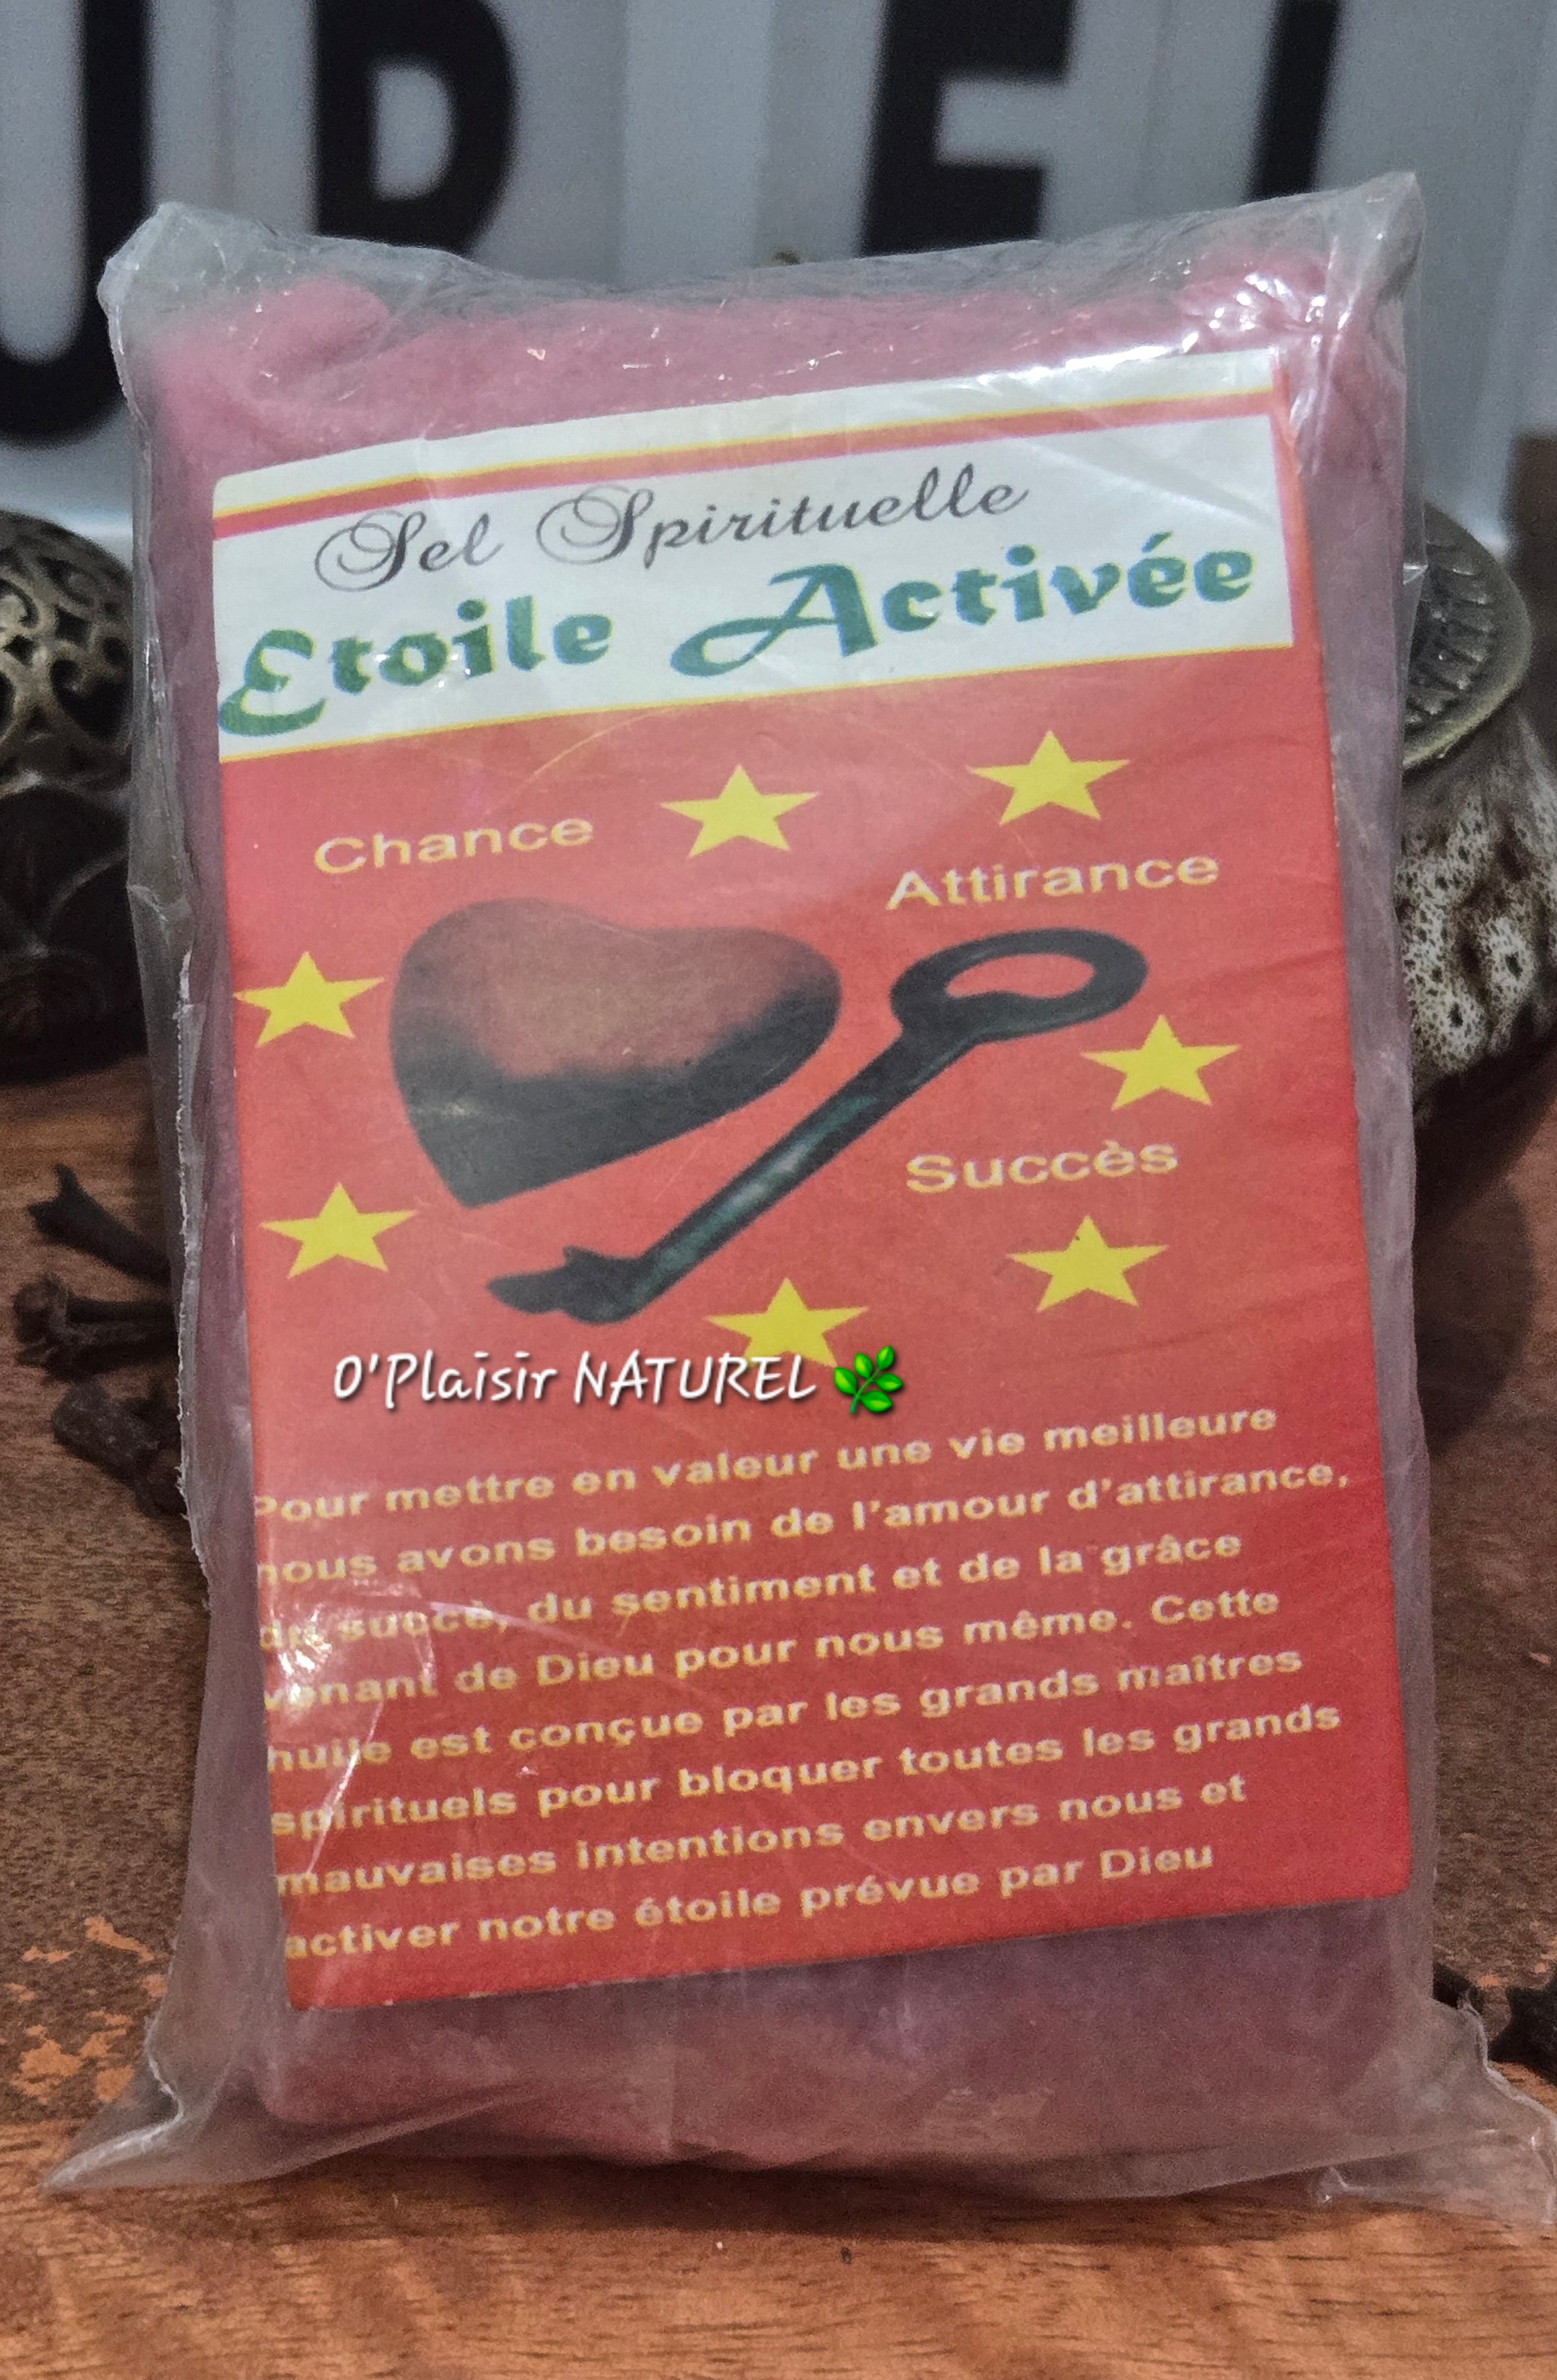 Sel Spirituelle
Etoile Activée
Chance
Attirance
Succès
O'Plaisir NATUREL
Pour mettre en valeur une vie meilleure
nous avons besoin de l'amour d'attirance,
du succè, du sentiment et de la grâce
venant de Dieu pour nous même. Cette
huile est conçue par les grands maîtres
spirituels pour bloquer toutes les grands
mauvaises intentions envers nous et
activer notre étoile prévue par Dieu